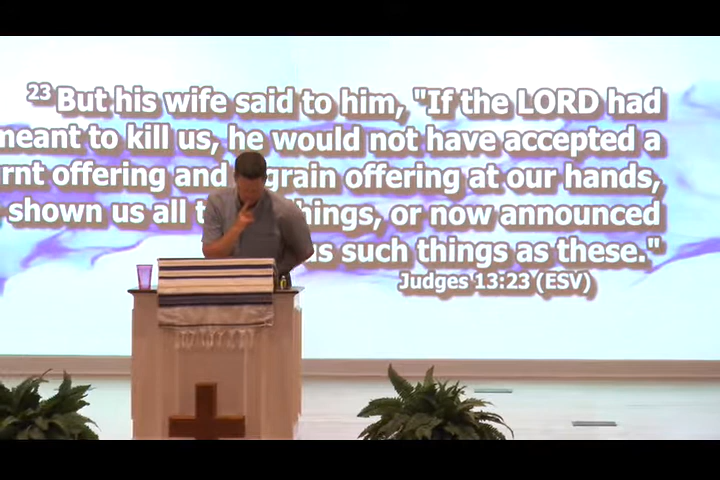 23 But his wife said to him, "If the LORD had
meant to kill us, he would not have accepted a
offering and grain offering at our hands,
shown us all things, or now announced
such things as these."
Judges 13:23 (ESV)